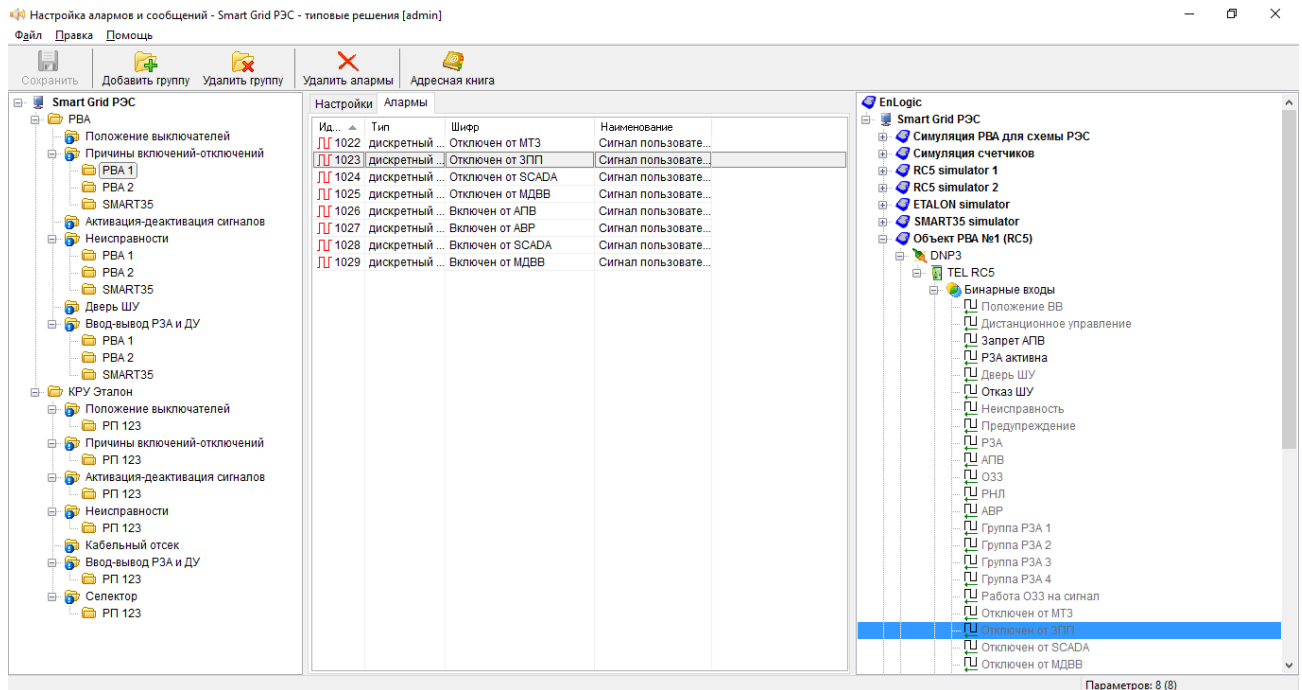 Настройка алармов и сообщений - Smart Grid РЭС - типовые решения [admin]
Файл Правка Помощь
Сохранить Добавить группу Удалить группу Удалить алармы Адресная книга
Smart Grid РЭС
РВА
Положение выключателей
Причины включений-отключений
РВА 1
РВА 2
SMART35
Активация-деактивация сигналов
Неисправности
РВА 1
РВА 2
SMART35
Дверь ШУ
Ввод-вывод РЗА и ДУ
РВА 1
РВА 2
SMART35
КРУ Эталон
Положение выключателей
РП 123
Причины включений-отключений
РП 123
Активация-деактивация сигналов
РП 123
Неисправности
РП 123
Кабельный отсек
Ввод-вывод РЗА и ДУ
РП 123
Селектор
РП 123
Настройки Алармы
Ид... Тип Шифр Наименование
1022 дискретный ... Отключен от МТЗ Сигнал пользовате...
1023 дискретный ... Отключен от ЗПП Сигнал пользовате...
1024 дискретный ... Отключен от SCADA Сигнал пользовате...
1025 дискретный ... Отключен от МДВВ Сигнал пользовате...
1026 дискретный ... Включен от АПВ Сигнал пользовате...
1027 дискретный ... Включен от АВР Сигнал пользовате...
1028 дискретный ... Включен от SCADA Сигнал пользовате...
1029 дискретный ... Включен от МДВВ Сигнал пользовате...
EnLogic
Smart Grid РЭС
Симуляция РВА для схемы РЭС
Симуляция счетчиков
RC5 simulator 1
RC5 simulator 2
ETALON simulator
SMART35 simulator
Объект РВА №1 (RC5)
DNP3
TEL RC5
Бинарные входы
Положение ВВ
Дистанционное управление
Запрет АПВ
РЗА активна
Дверь ШУ
Отказ ШУ
Неисправность
Предупреждение
РЗА
АПВ
ОЗЗ
РНЛ
АВР
Группа РЗА 1
Группа РЗА 2
Группа РЗА 3
Группа РЗА 4
Работа ОЗЗ на сигнал
Отключен от МТЗ
Отключен от ЗПП
Отключен от SCADA
Отключен от МДВВ
Параметров: 8 (8)